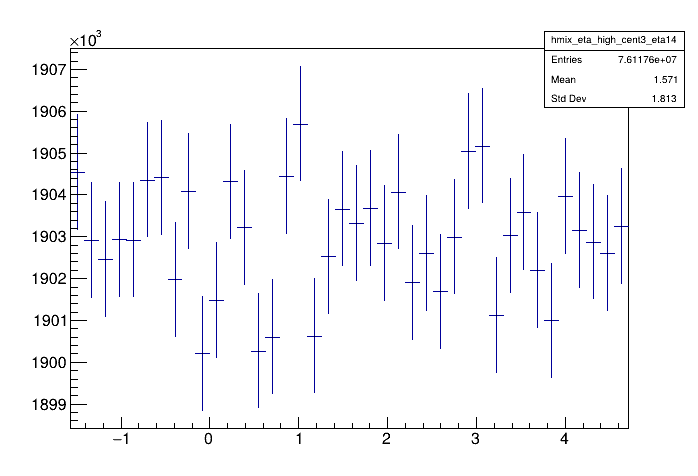 ×10³
hmix_eta_high_cent3_eta14
Entries 7.61176e+07
Mean 1.571
Std Dev 1.813
1907
1906
1905
1904
1903
1902
1901
1900
1899
−1 0 1 2 3 4